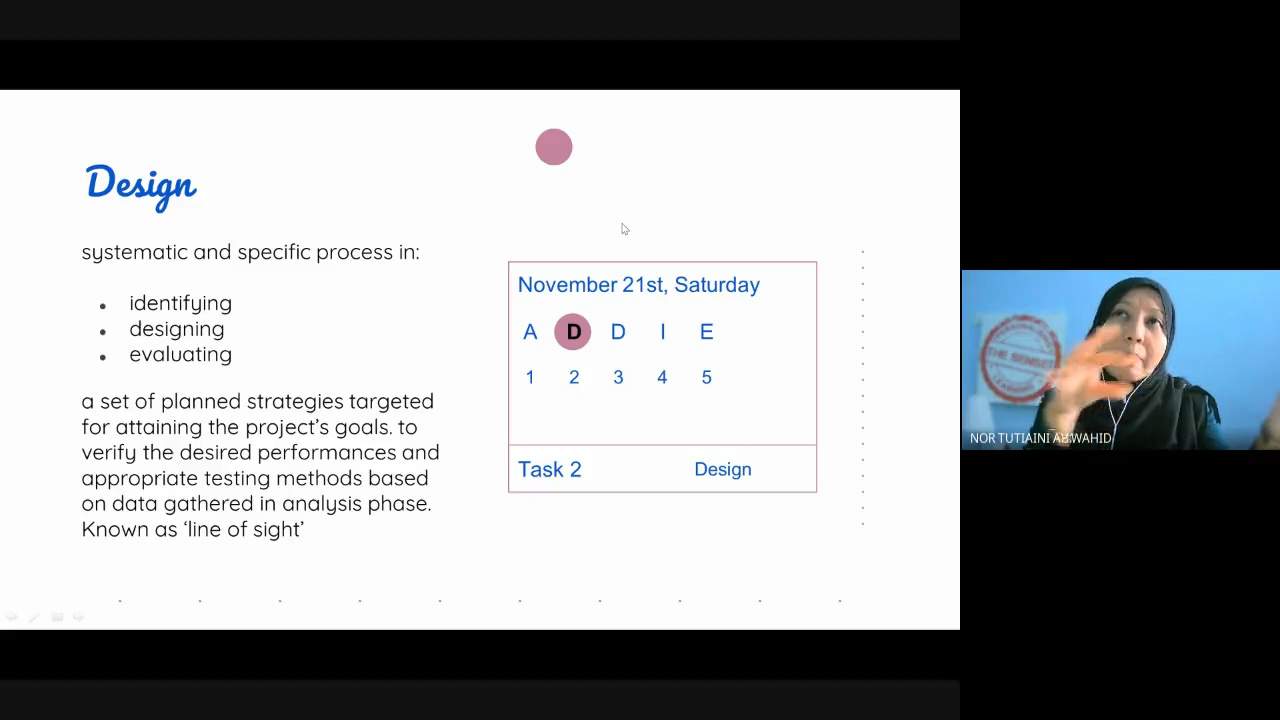 Design
systematic and specific process in:
identifying
designing
evaluating
a set of planned strategies targeted
for attaining the project's goals. to
verify the desired performances and
appropriate testing methods based
on data gathered in analysis phase.
Known as ‘line of sight’
November 21st, Saturday
A D D I E
1 2 3 4 5
Task 2 Design
THE SENSEI
NOR TUTIAINI AB.WAHID